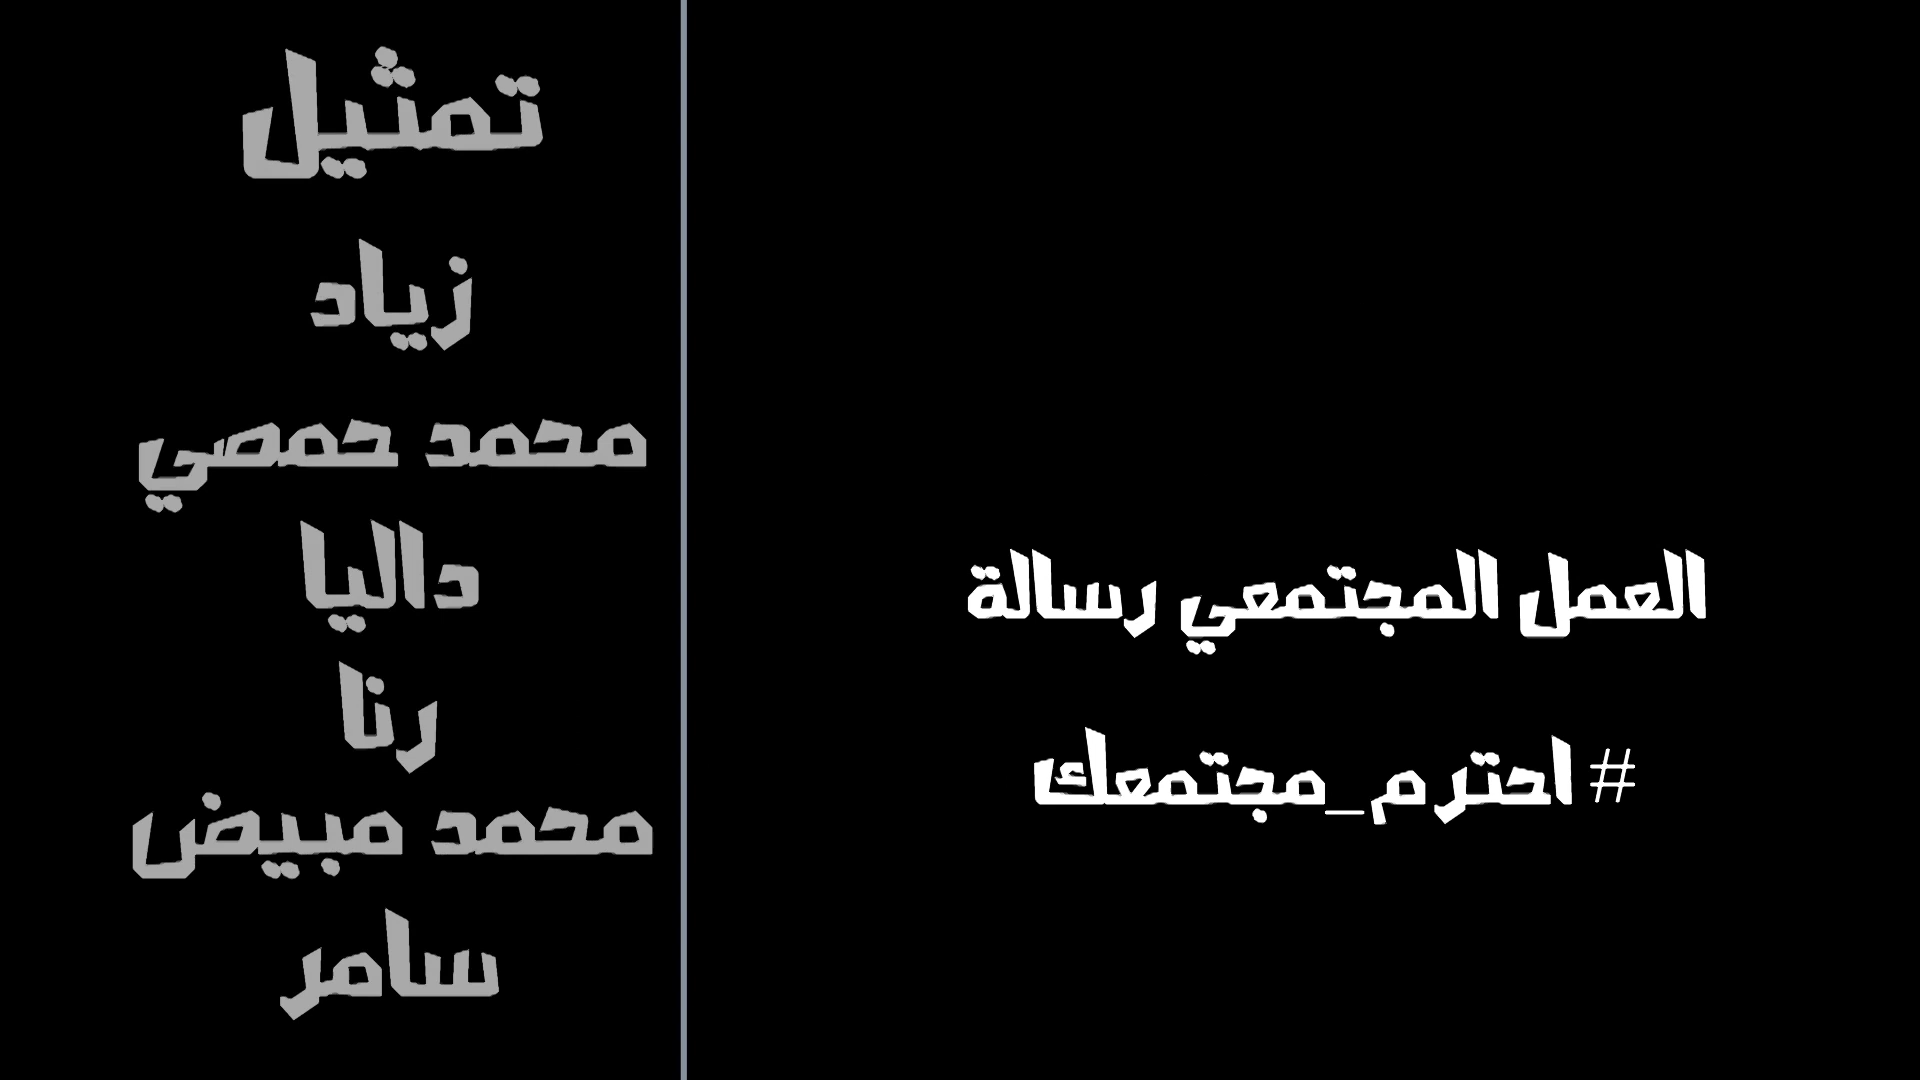 تمثيل
زياد
محمد حمصي
داليا
رنا
محمد مبيض
سامر
العمل المجتمعي رسالة
#احترم_مجتمعك